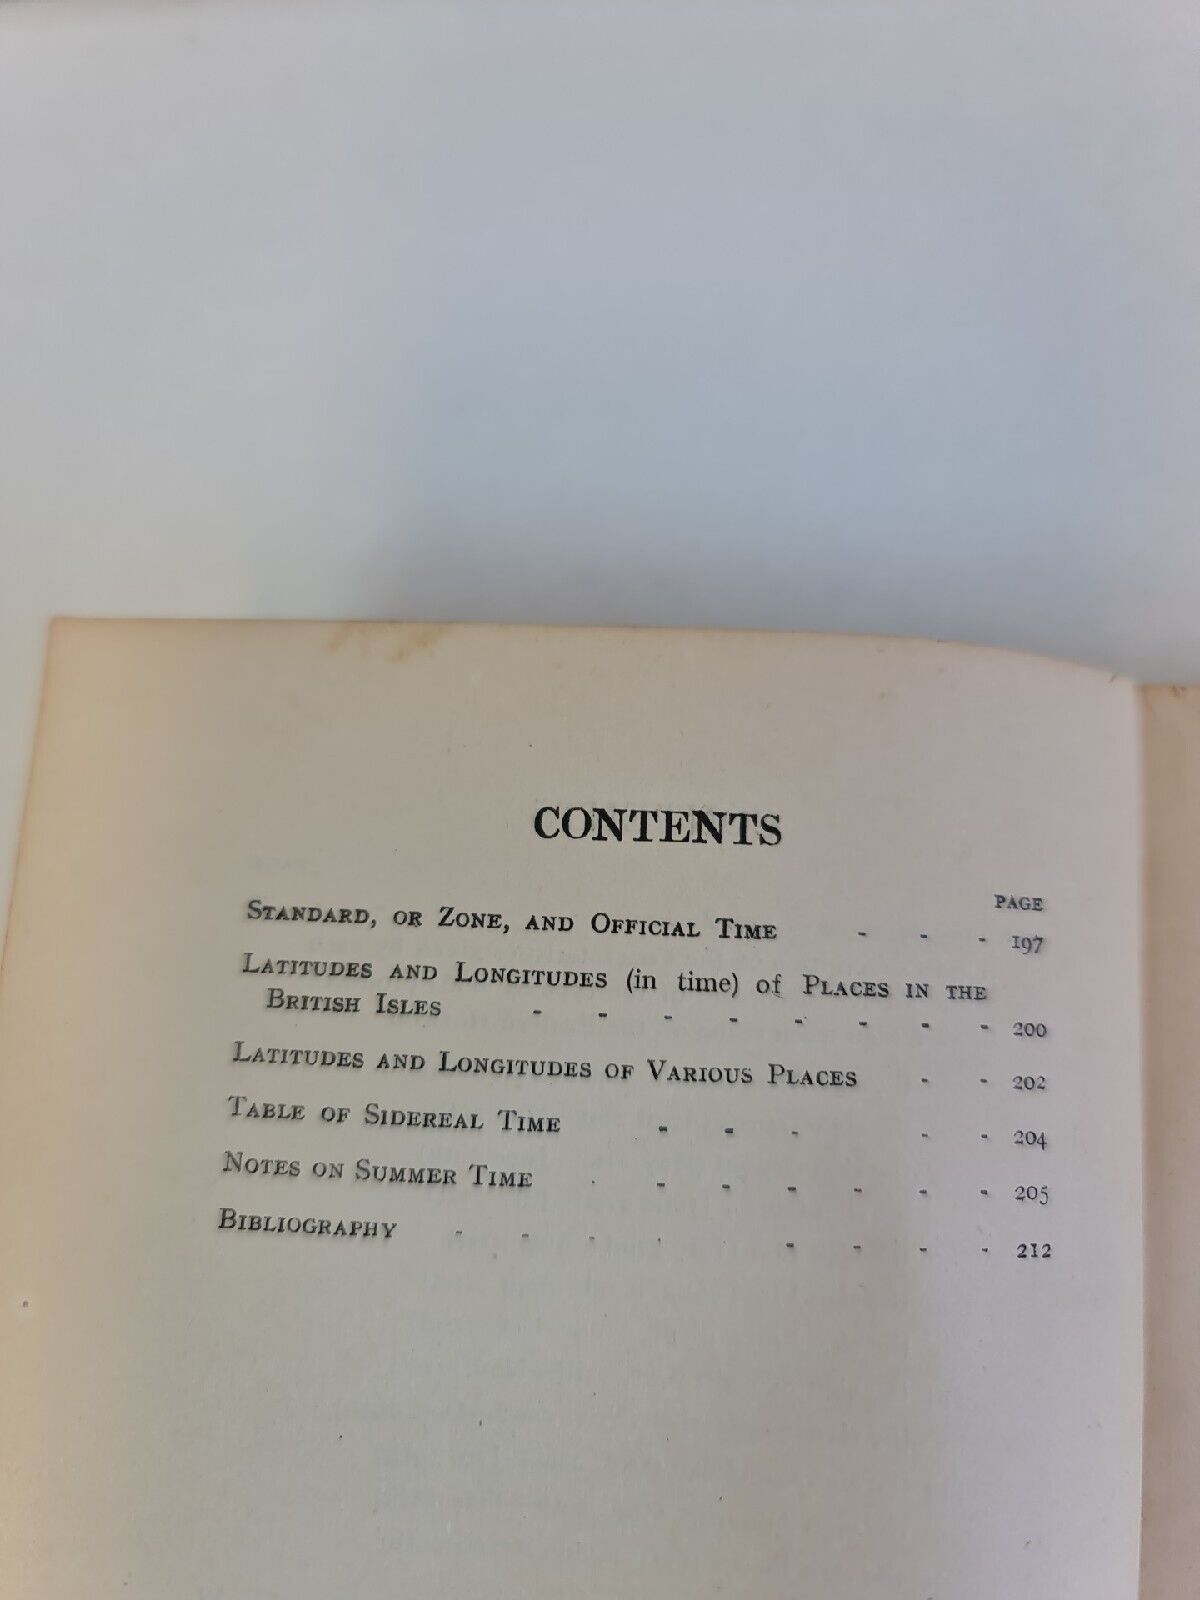 CONTENTS
PAGE
STANDARD, OR ZONE, AND OFFICIAL TIME - - - 197
LATITUDES AND LONGITUDES (in time) of PLACES IN THE
BRITISH ISLES - - - - - - - - 200
LATITUDES AND LONGITUDES OF VARIOUS PLACES - - 202
TABLE OF SIDEREAL TIME - - - - - 204
NOTES ON SUMMER TIME - - - - - - 205
BIBLIOGRAPHY - - - - - - - - 212